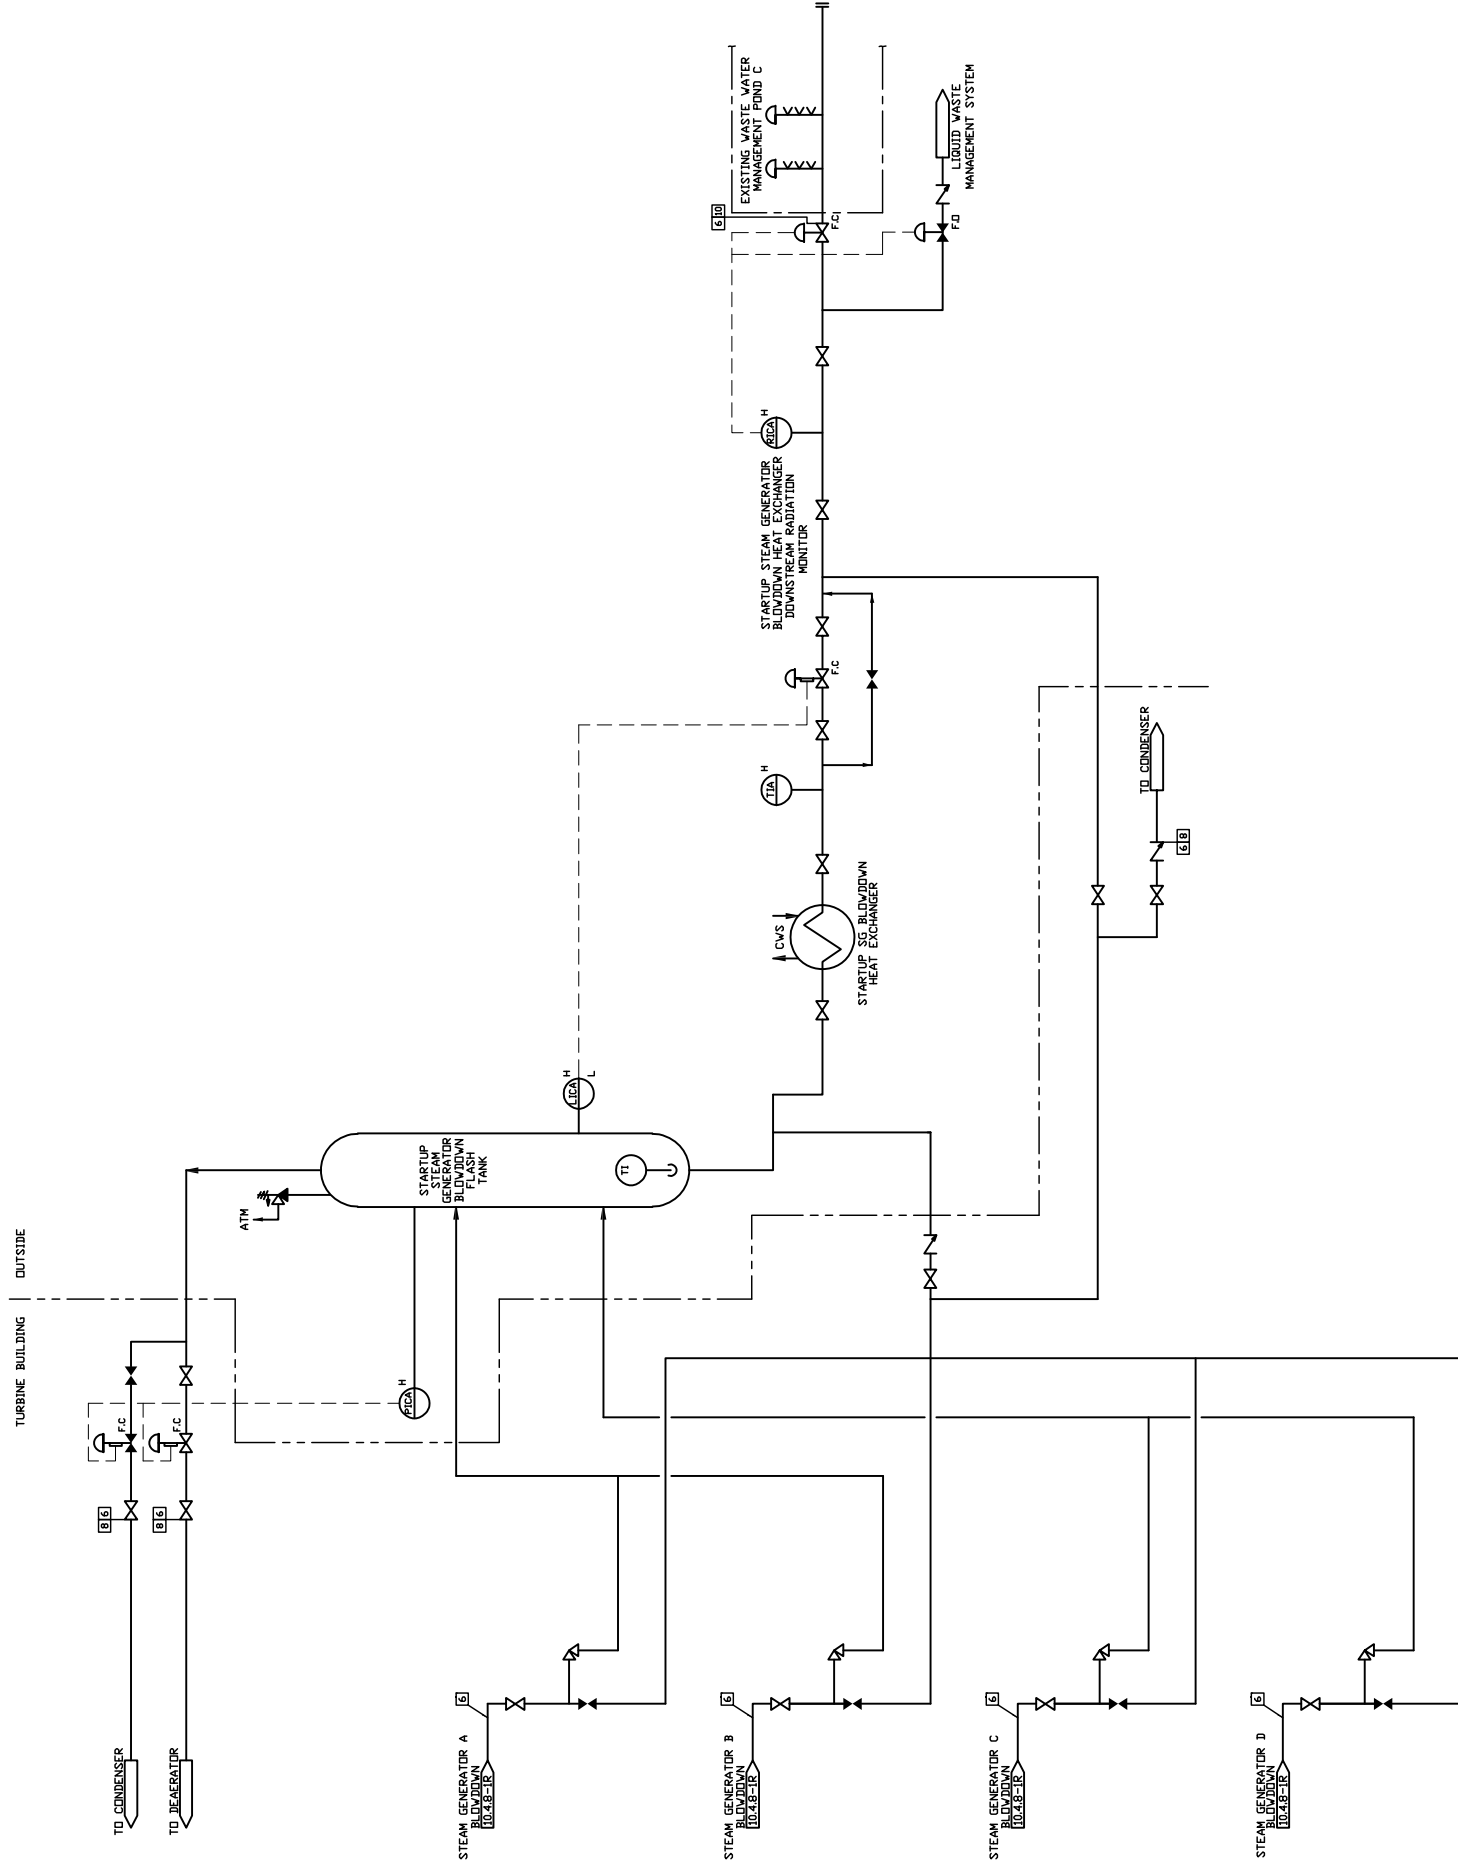 TURBINE BUILDING
OUTSIDE
TO CONDENSER
TO DEAERATOR
8 6
8 6
F.C
F.C
ATM
PICA
H
STARTUP
STEAM
GENERATOR
BLOWDOWN
FLASH
TANK
TI
LICA
H
L
STEAM GENERATOR A
BLOWDOWN
10.4.8-1R
6
STEAM GENERATOR B
BLOWDOWN
10.4.8-1R
6
STEAM GENERATOR C
BLOWDOWN
10.4.8-1R
6
STEAM GENERATOR D
BLOWDOWN
10.4.8-1R
6
CWS
STARTUP SG BLOWDOWN
HEAT EXCHANGER
TIA
H
F.C
TO CONDENSER
6 8
STARTUP STEAM GENERATOR
BLOWDOWN HEAT EXCHANGER
DOWNSTREAM RADIATION
MONITOR
RICA
H
6 10
F.C
F.O
EXISTING WASTE WATER
MANAGEMENT POND C
LIQUID WASTE
MANAGEMENT SYSTEM